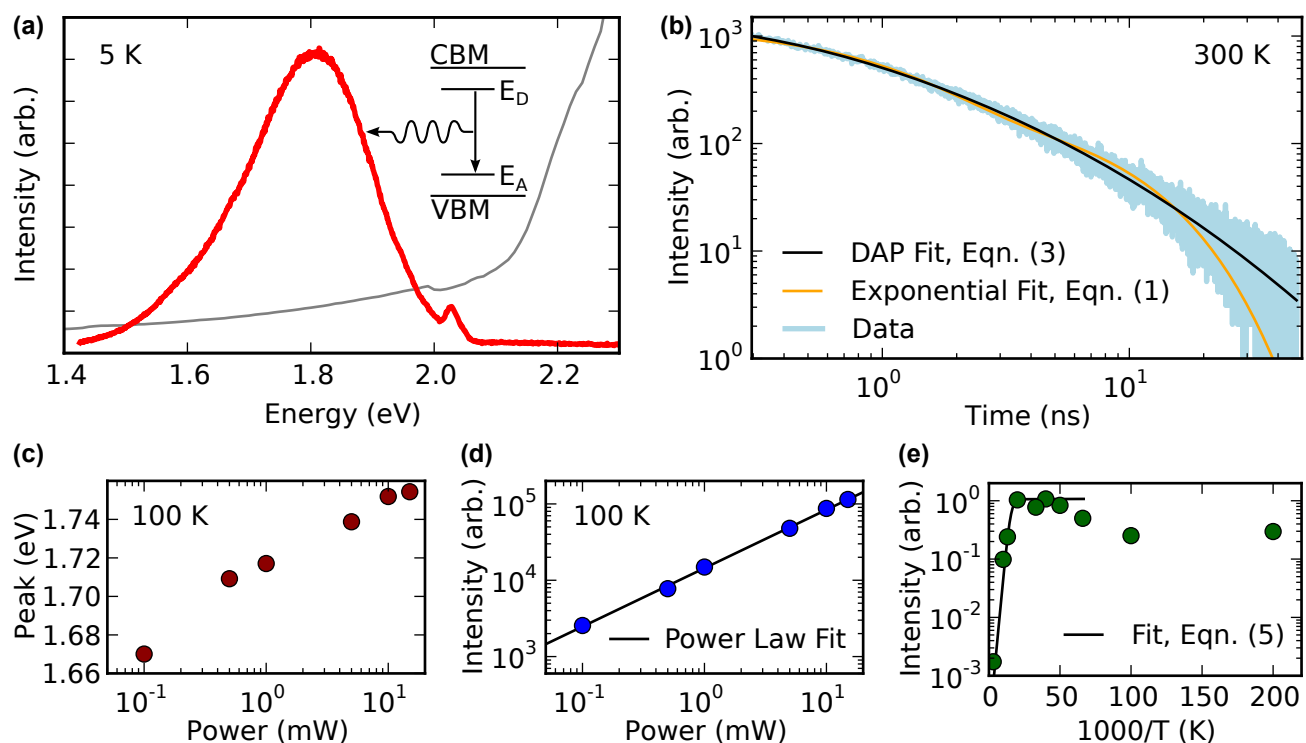 (a)
5 K
CBM
E_D
E_A
VBM
Intensity (arb.)
1.4 1.6 1.8 2.0 2.2
Energy (eV)
(b)
300 K
10^3
10^2
10^1
10^0
Intensity (arb.)
DAP Fit, Eqn. (3)
Exponential Fit, Eqn. (1)
Data
10^0 10^1
Time (ns)
(c)
100 K
1.74
1.72
1.70
1.68
1.66
Peak (eV)
10^-1 10^0 10^1
Power (mW)
(d)
100 K
10^5
10^4
10^3
Intensity (arb.)
Power Law Fit
10^-1 10^0 10^1
Power (mW)
(e)
10^0
10^-1
10^-2
10^-3
Intensity (arb.)
Fit, Eqn. (5)
0 50 100 150 200
1000/T (K)